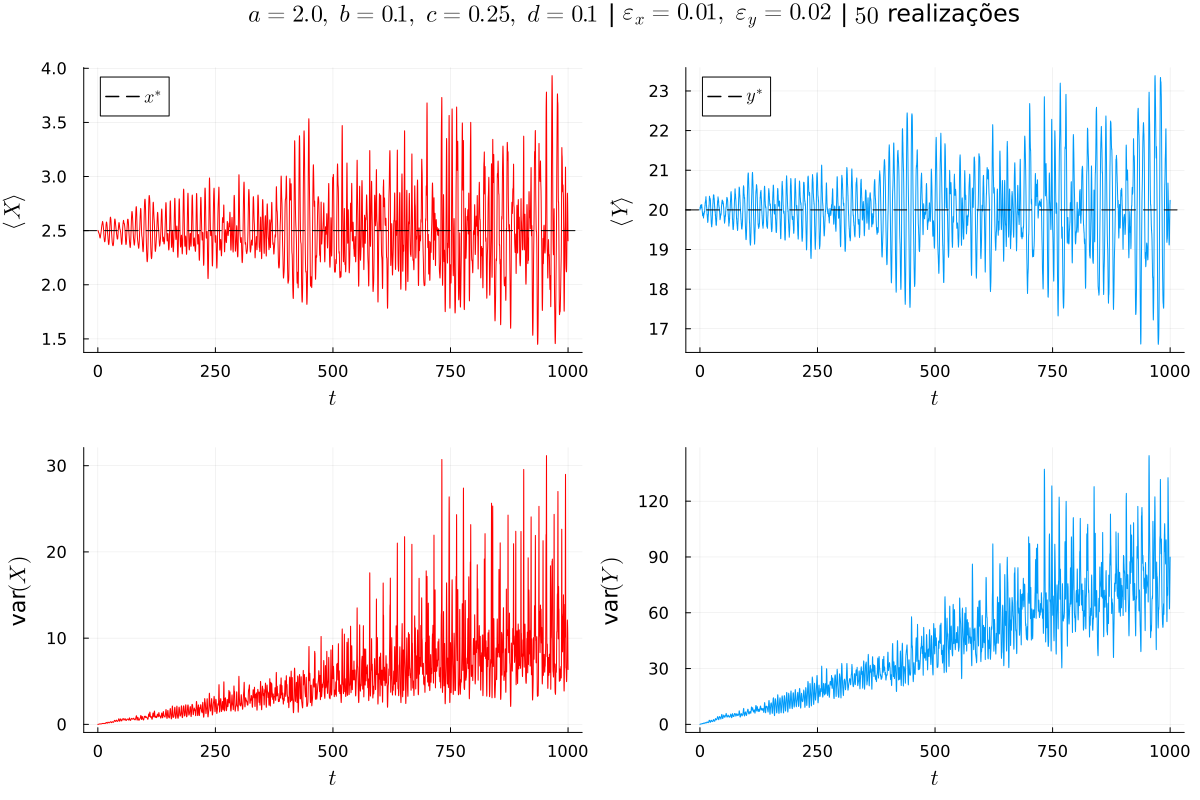 a = 2.0, b = 0.1, c = 0.25, d = 0.1 | εₓ = 0.01, ε_y = 0.02 | 50 realizações
4.0
3.5
3.0
2.5
2.0
1.5
⟨X⟩
x*
0 250 500 750 1000
t
23
22
21
20
19
18
17
⟨Y⟩
y*
0 250 500 750 1000
t
30
20
10
0
var(X)
0 250 500 750 1000
t
120
90
60
30
0
var(Y)
0 250 500 750 1000
t